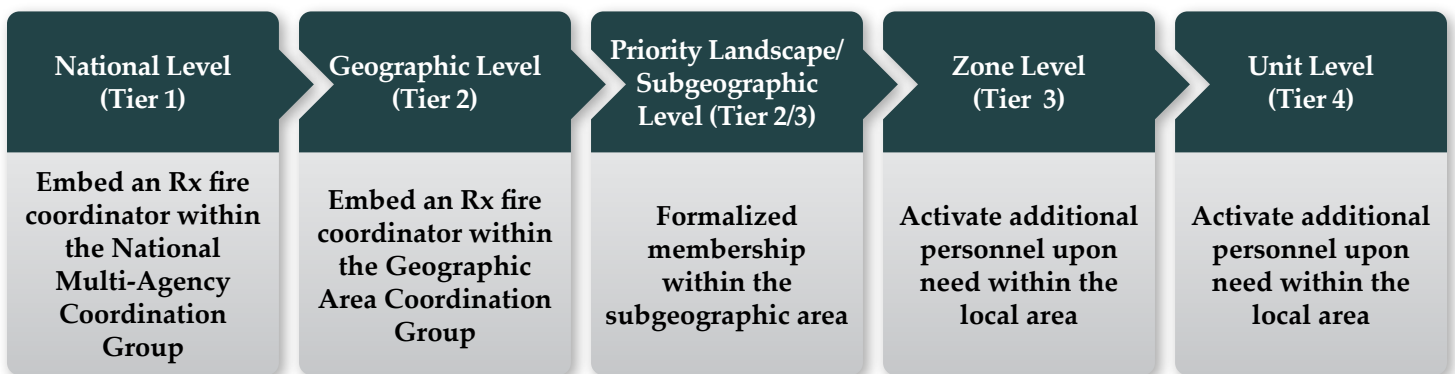 National Level
(Tier 1)
Embed an Rx fire
coordinator within
the National
Multi-Agency
Coordination
Group
Geographic Level
(Tier 2)
Embed an Rx fire
coordinator within
the Geographic
Area Coordination
Group
Priority Landscape/
Subgeographic
Level (Tier 2/3)
Formalized
membership
within the
subgeographic area
Zone Level
(Tier 3)
Activate additional
personnel upon
need within the
local area
Unit Level
(Tier 4)
Activate additional
personnel upon
need within the
local area